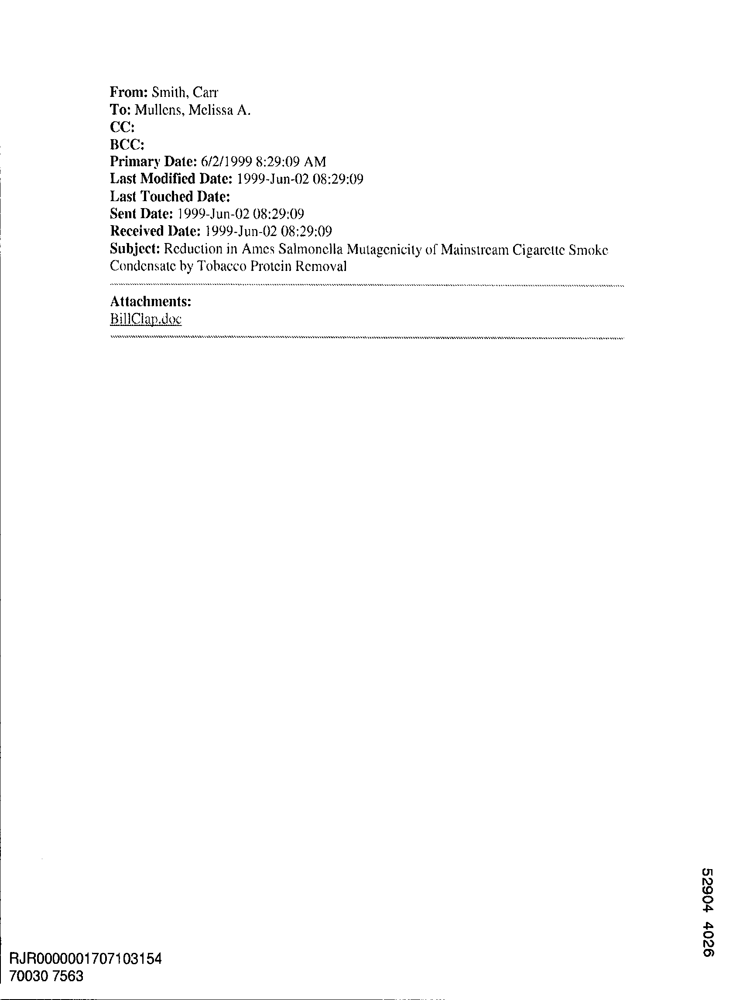 From: Smith, Carr
To: Mullens, Melissa A.
CC:
BCC:
Primary Date: 6/2/1999 8:29:09 AM
Last Modified Date: 1999-Jun-02 08:29:09
Last Touched Date:
Sent Date: 1999-Jun-02 08:29:09
Received Date: 1999-Jun-02 08:29:09
Subject: Reduction in Ames Salmonella Mutagenicity of Mainstream Cigarette Smoke
Condensate by Tobacco Protein Removal
Attachments:
BillClap.doc
52904 4026
RJR0000001707103154
70030 7563